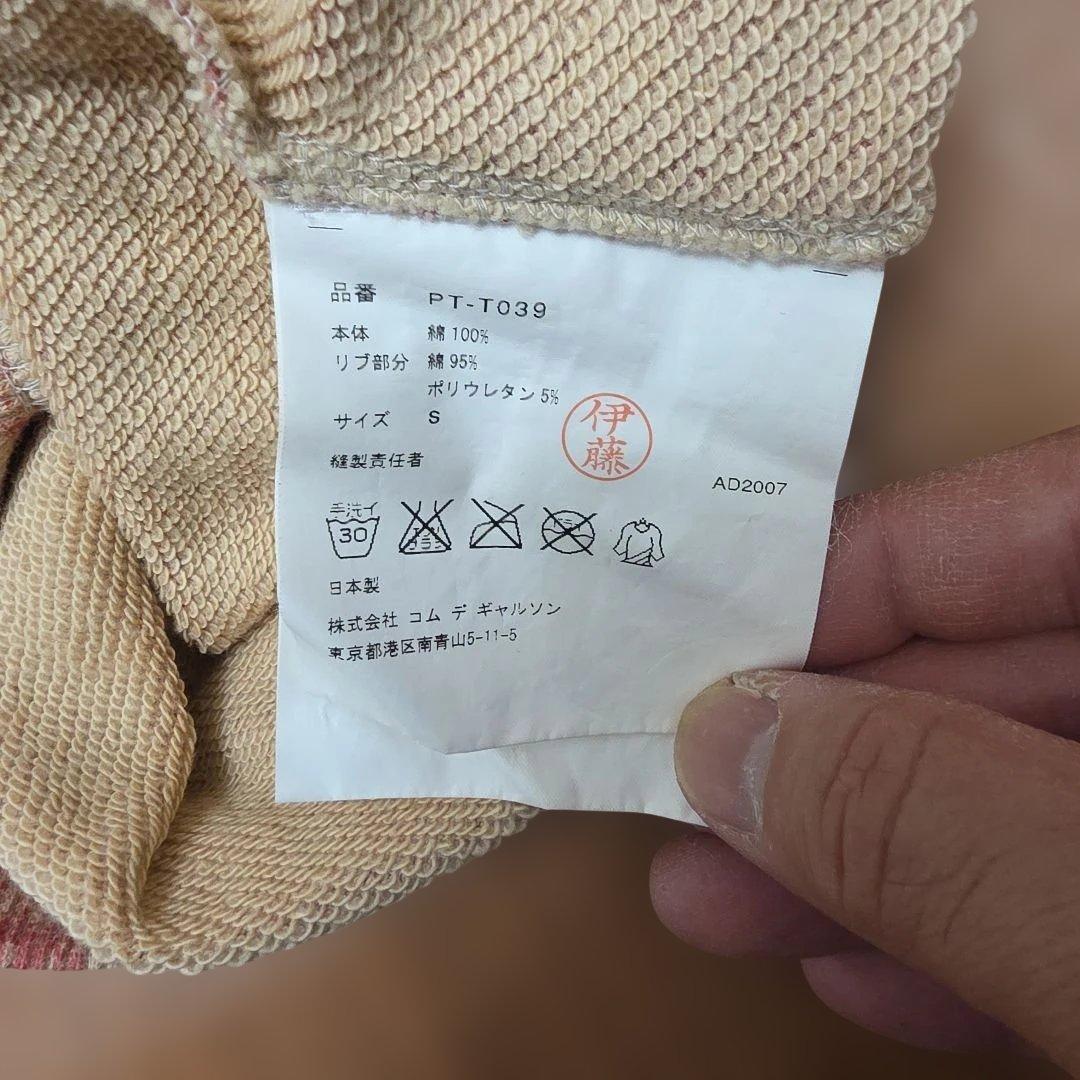 品番 PT-T039
本体 綿 100%
リブ部分 綿 95%
ポリウレタン 5%
サイズ S
伊藤
縫製責任者
AD2007
手洗イ
30
日本製
株式会社 コム デ ギャルソン
東京都港区南青山5-11-5